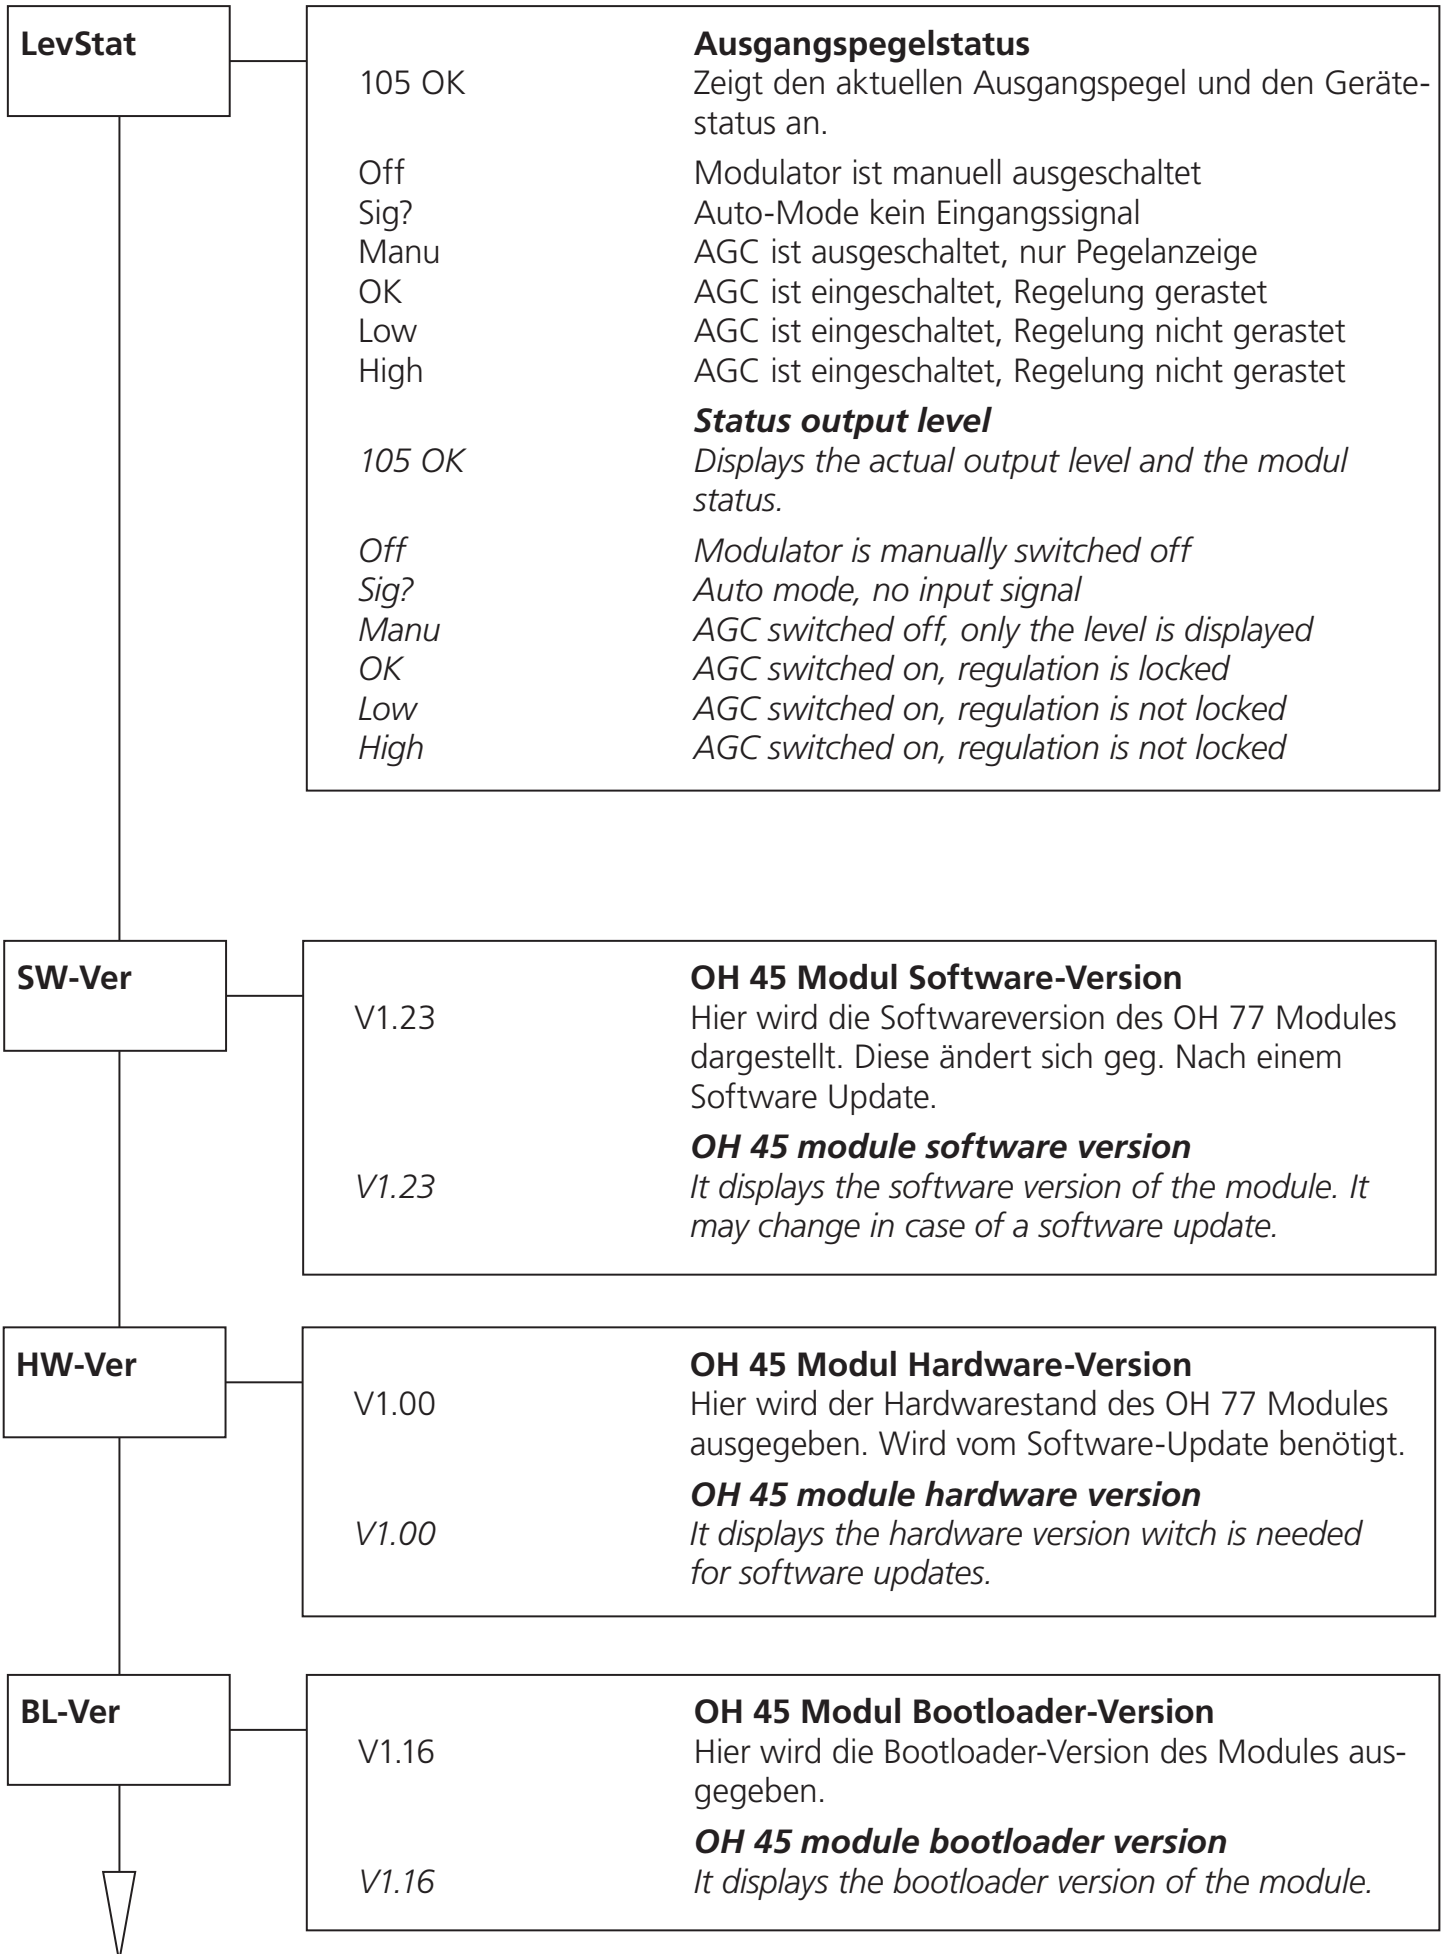 LevStat
Ausgangspegelstatus
105 OK Zeigt den aktuellen Ausgangspegel und den Geräte-
status an.
Off Modulator ist manuell ausgeschaltet
Sig? Auto-Mode kein Eingangssignal
Manu AGC ist ausgeschaltet, nur Pegelanzeige
OK AGC ist eingeschaltet, Regelung gerastet
Low AGC ist eingeschaltet, Regelung nicht gerastet
High AGC ist eingeschaltet, Regelung nicht gerastet
Status output level
105 OK Displays the actual output level and the modul
status.
Off Modulator is manually switched off
Sig? Auto mode, no input signal
Manu AGC switched off, only the level is displayed
OK AGC switched on, regulation is locked
Low AGC switched on, regulation is not locked
High AGC switched on, regulation is not locked
SW-Ver
OH 45 Modul Software-Version
V1.23 Hier wird die Softwareversion des OH 77 Modules
dargestellt. Diese ändert sich geg. Nach einem
Software Update.
OH 45 module software version
V1.23 It displays the software version of the module. It
may change in case of a software update.
HW-Ver
OH 45 Modul Hardware-Version
V1.00 Hier wird der Hardwarestand des OH 77 Modules
ausgegeben. Wird vom Software-Update benötigt.
OH 45 module hardware version
V1.00 It displays the hardware version witch is needed
for software updates.
BL-Ver
OH 45 Modul Bootloader-Version
V1.16 Hier wird die Bootloader-Version des Modules aus-
gegeben.
OH 45 module bootloader version
V1.16 It displays the bootloader version of the module.